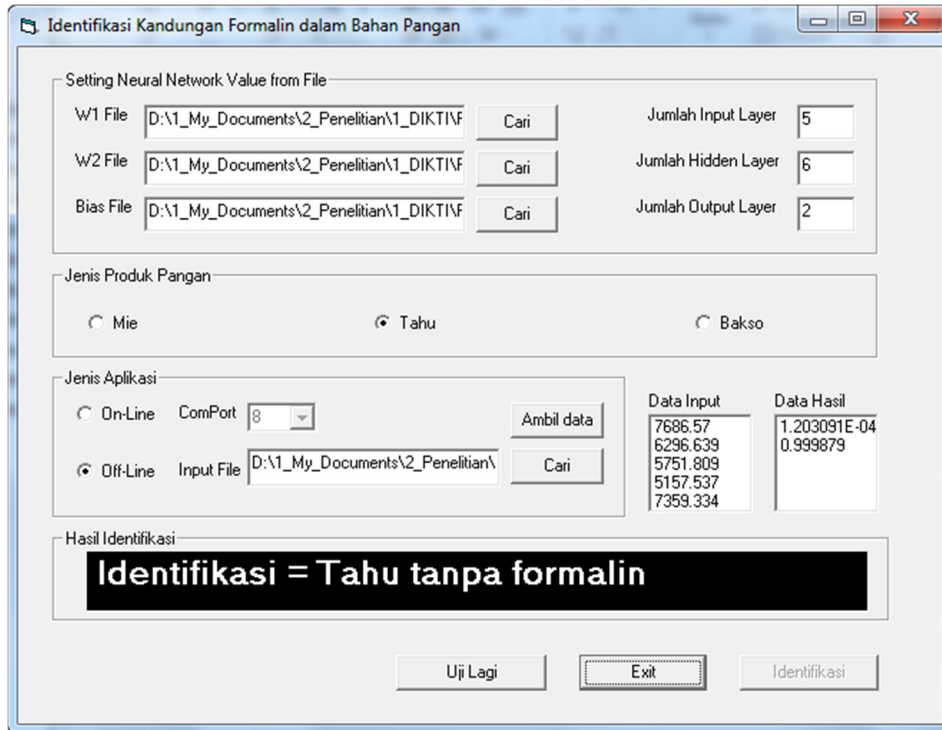 Identifikasi Kandungan Formalin dalam Bahan Pangan
Setting Neural Network Value from File
W1 File D:\1_My_Documents\2_Penelitian\1_DIKTI\F Cari Jumlah Input Layer 5
W2 File D:\1_My_Documents\2_Penelitian\1_DIKTI\F Cari Jumlah Hidden Layer 6
Bias File D:\1_My_Documents\2_Penelitian\1_DIKTI\F Cari Jumlah Output Layer 2
Jenis Produk Pangan
Mie Tahu Bakso
Jenis Aplikasi
On-Line ComPort 8 Ambil data
Off-Line Input File D:\1_My_Documents\2_Penelitian\ Cari
Data Input
7686.57
6296.639
5751.809
5157.537
7359.334
Data Hasil
1.203091E-04
0.999879
Hasil Identifikasi
Identifikasi = Tahu tanpa formalin
Uji Lagi Exit Identifikasi